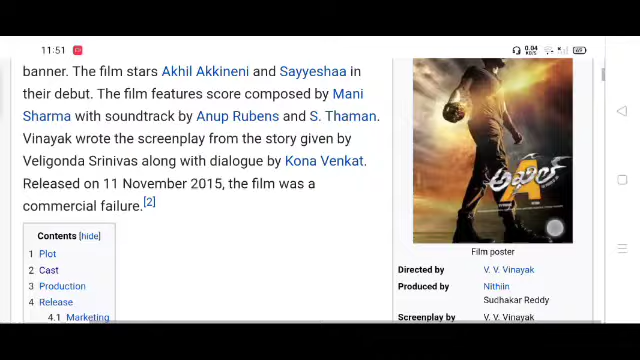 11:51
0.04
KB/S
banner. The film stars Akhil Akkineni and Sayyeshaa in
their debut. The film features score composed by Mani
Sharma with soundtrack by Anup Rubens and S. Thaman.
Vinayak wrote the screenplay from the story given by
Veligonda Srinivas along with dialogue by Kona Venkat.
Released on 11 November 2015, the film was a
commercial failure.[2]
Contents [hide]
1 Plot
2 Cast
3 Production
4 Release
4.1 Marketing
అఖిల్
Film poster
Directed by V. V. Vinayak
Produced by Nithiin
Sudhakar Reddy
Screenplay by V. V. Vinayak